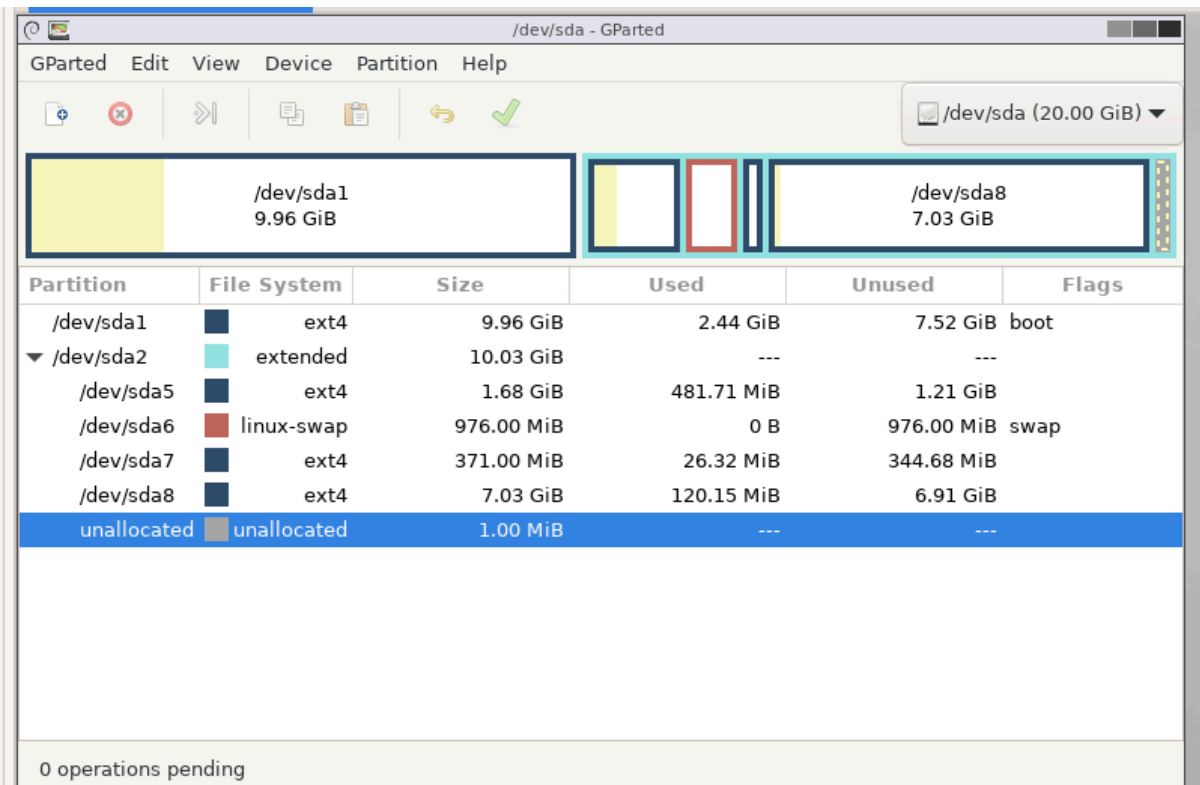 /dev/sda - GParted
GParted Edit View Device Partition Help
/dev/sda (20.00 GiB)
/dev/sda1
9.96 GiB
/dev/sda8
7.03 GiB
Partition File System Size Used Unused Flags
/dev/sda1 ext4 9.96 GiB 2.44 GiB 7.52 GiB boot
/dev/sda2 extended 10.03 GiB --- ---
/dev/sda5 ext4 1.68 GiB 481.71 MiB 1.21 GiB
/dev/sda6 linux-swap 976.00 MiB 0 B 976.00 MiB swap
/dev/sda7 ext4 371.00 MiB 26.32 MiB 344.68 MiB
/dev/sda8 ext4 7.03 GiB 120.15 MiB 6.91 GiB
unallocated unallocated 1.00 MiB --- ---
0 operations pending